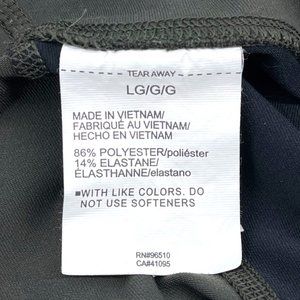 TEAR AWAY
LG/G/G
MADE IN VIETNAM/
FABRIQUÉ AU VIETNAM/
HECHO EN VIETNAM
86% POLYESTER/poliéster
14% ELASTANE/
ÉLASTHANNE/elastano
■WITH LIKE COLORS. DO
NOT USE SOFTENERS
RN#96510
CA#41095